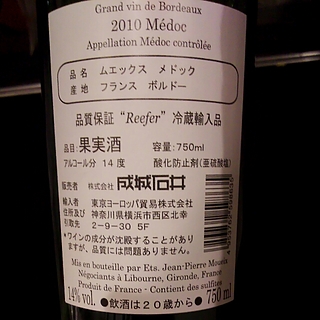 Grand vin de Bordeaux
2010 Médoc
Appellation Médoc contrôlée
品名 ムエックス メドック
産地 フランス ボルドー
品質保証 "Reefer" 冷蔵輸入品
品目:果実酒 容量:750ml
アルコール分 14度 酸化防止剤(亜硫酸塩)
販売者 株式会社 成城石井
輸入者 東京ヨーロッパ貿易株式会社
住所及び 神奈川県横浜市西区北幸
引取先 2-9-30 5F
*ワインの成分が沈殿することがあり
ますが、品質には問題ありません。
Mis en bouteille par Ets. Jean-Pierre Moueix
Négociants à Libourne, Gironde, France
Produit de France - Contient des sulfites
14% vol. ●飲酒は20歳から● 750 ml